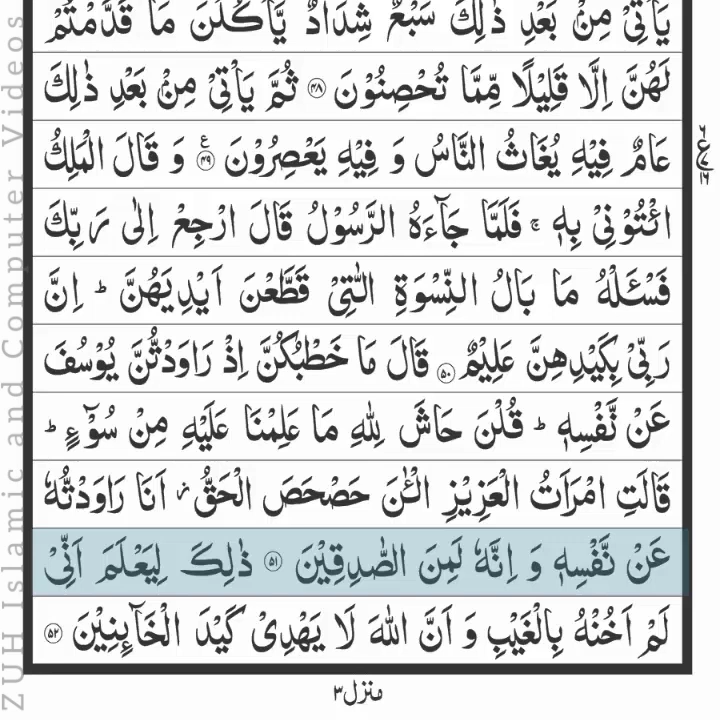 يَاۡتِىۡ مِنۡۢ بَعۡدِ ذٰلِكَ سَبۡعٌ شِدَادٌ يَّاۡكُلۡنَ مَا قَدَّمۡتُمۡ
لَهُنَّ اِلَّا قَلِيۡلًا مِّمَّا تُحۡصِنُوۡنَ ﴿۴۸﴾ ثُمَّ يَاۡتِىۡ مِنۡۢ بَعۡدِ ذٰلِكَ
عَامٌ فِيۡهِ يُغَاثُ النَّاسُ وَ فِيۡهِ يَعۡصِرُوۡنَ ﴿۴۹﴾ وَ قَالَ الۡمَلِكُ
ائۡتُوۡنِىۡ بِهٖ ۚ فَلَمَّا جَآءَهُ الرَّسُوۡلُ قَالَ ارۡجِعۡ اِلٰى رَبِّكَ
فَسۡـَٔلۡهُ مَا بَالُ النِّسۡوَةِ الّٰتِىۡ قَطَّعۡنَ اَيۡدِيَهُنَّ ؕ اِنَّ
رَبِّىۡ بِكَيۡدِهِنَّ عَلِيۡمٌ ﴿۵۰﴾ قَالَ مَا خَطۡبُكُنَّ اِذۡ رَاوَدْتُّنَّ يُوۡسُفَ
عَنۡ نَّفۡسِهٖ ؕ قُلۡنَ حَاشَ لِلّٰهِ مَا عَلِمۡنَا عَلَيۡهِ مِنۡ سُوۡٓءٍ ؕ
قَالَتِ امۡرَاَتُ الۡعَزِيۡزِ الۡـٰٔنَ حَصۡحَصَ الۡحَقُّ ۫ اَنَا رَاوَدْتُّهٗ
عَنۡ نَّفۡسِهٖ وَ اِنَّهٗ لَمِنَ الصّٰدِقِيۡنَ ﴿۵۱﴾ ذٰلِكَ لِيَعۡلَمَ اَنِّىۡ
لَمۡ اَخُنۡهُ بِالۡغَيۡبِ وَ اَنَّ اللّٰهَ لَا يَهۡدِىۡ كَيۡدَ الۡخَآئِنِيۡنَ ﴿۵۲﴾
منزل۳
ZUH Islamic and Computer Videos